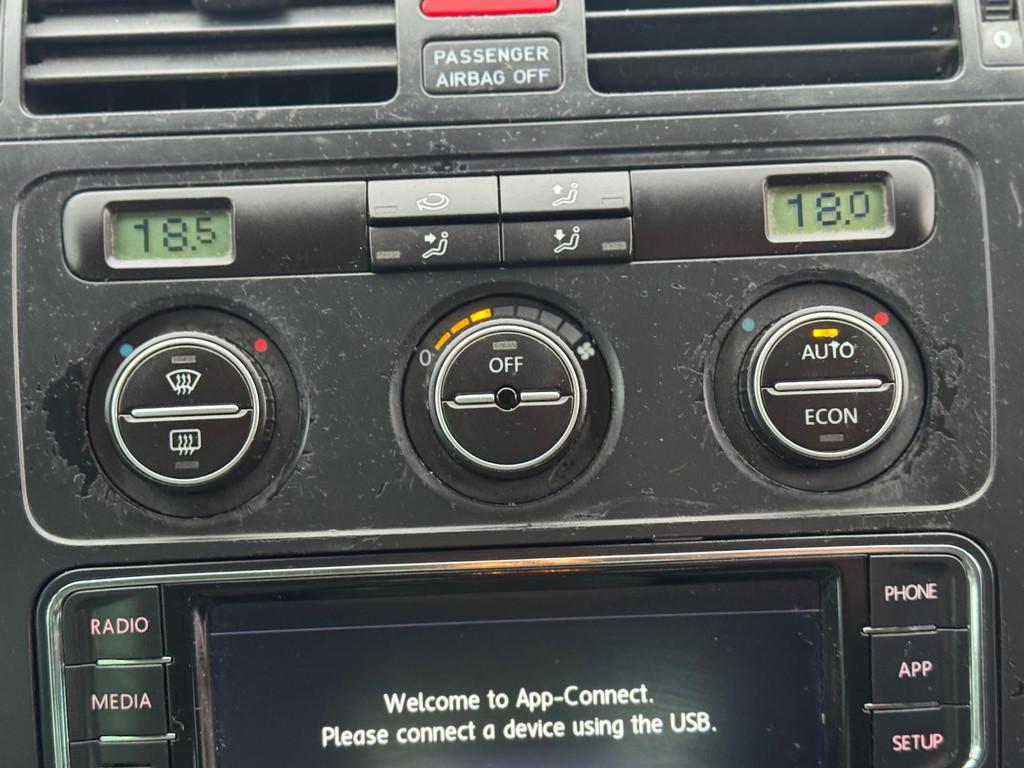 PASSENGER
AIRBAG OFF
0
18.5
18.0
0
OFF
AUTO
ECON
RADIO
MEDIA
Welcome to App-Connect.
Please connect a device using the USB.
PHONE
APP
SETUP